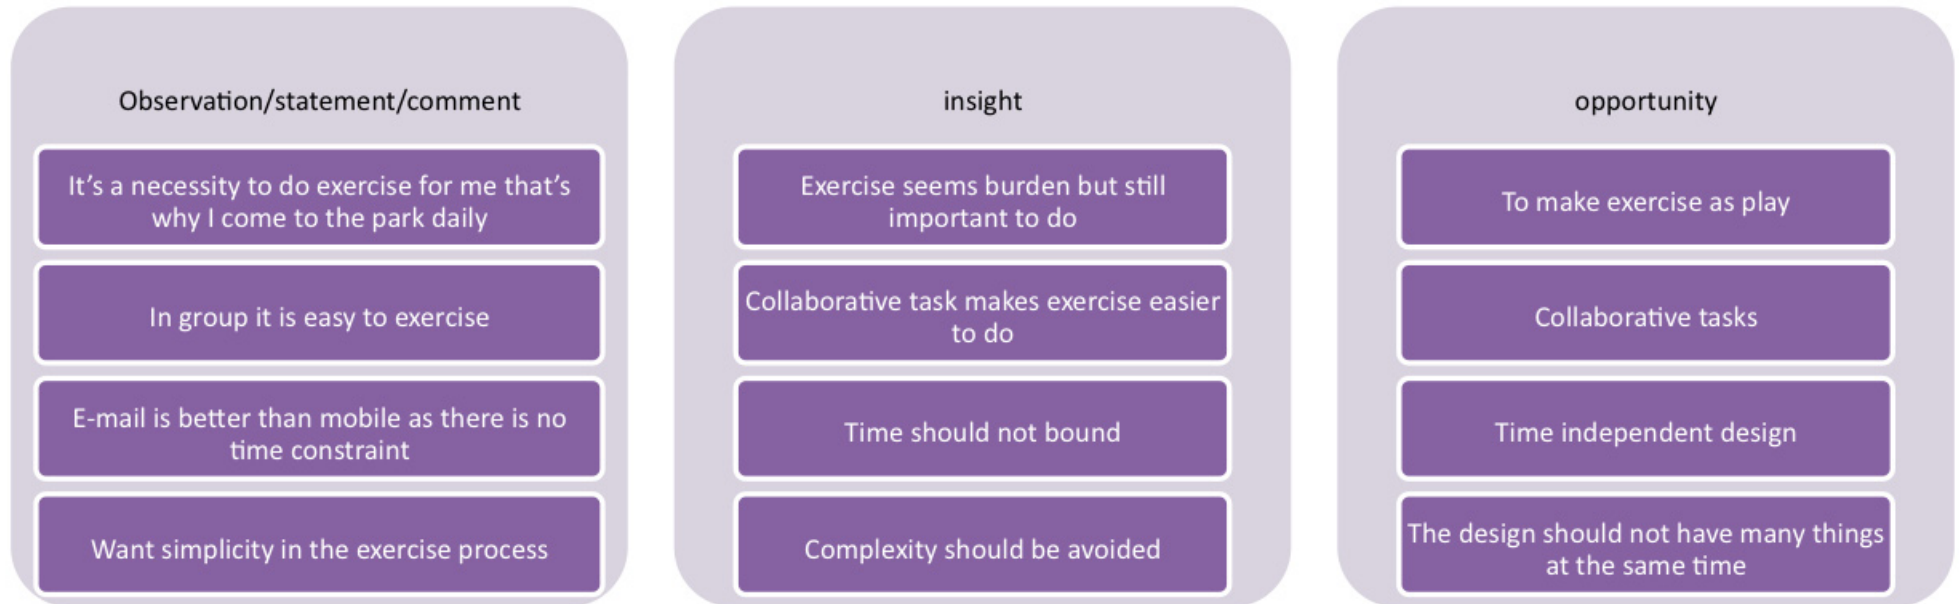 Observation/statement/comment
It's a necessity to do exercise for me that's
why I come to the park daily
In group it is easy to exercise
E-mail is better than mobile as there is no
time constraint
Want simplicity in the exercise process
insight
Exercise seems burden but still
important to do
Collaborative task makes exercise easier
to do
Time should not bound
Complexity should be avoided
opportunity
To make exercise as play
Collaborative tasks
Time independent design
The design should not have many things
at the same time